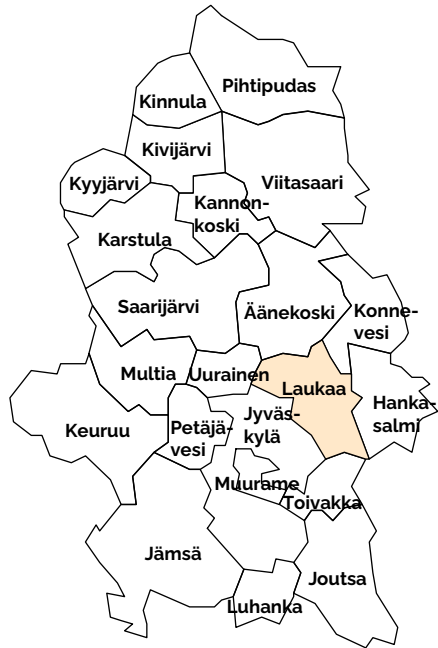 Pihtipudas
Kinnula
Kivijärvi
Kyyjärvi
Viitasaari
Kannon-
koski
Karstula
Saarijärvi
Äänekoski
Konne-
vesi
Multia
Uurainen
Laukaa
Hanka-
salmi
Keuruu
Petäjä-
vesi
Jyväs-
kylä
Muurame
Toivakka
Jämsä
Joutsa
Luhanka